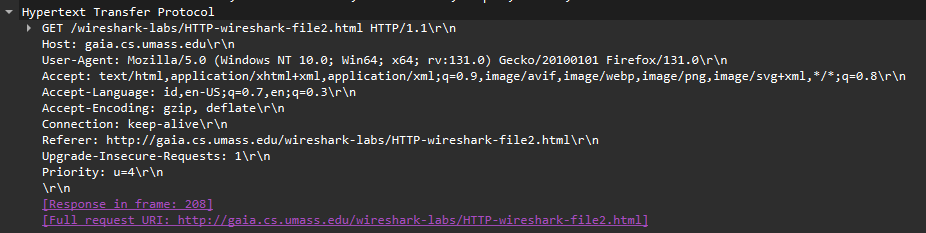 Hypertext Transfer Protocol
GET /wireshark-labs/HTTP-wireshark-file2.html HTTP/1.1\r\n
Host: gaia.cs.umass.edu\r\n
User-Agent: Mozilla/5.0 (Windows NT 10.0; Win64; x64; rv:131.0) Gecko/20100101 Firefox/131.0\r\n
Accept: text/html,application/xhtml+xml,application/xml;q=0.9,image/avif,image/webp,image/png,image/svg+xml,*/*;q=0.8\r\n
Accept-Language: id,en-US;q=0.7,en;q=0.3\r\n
Accept-Encoding: gzip, deflate\r\n
Connection: keep-alive\r\n
Referer: http://gaia.cs.umass.edu/wireshark-labs/HTTP-wireshark-file2.html\r\n
Upgrade-Insecure-Requests: 1\r\n
Priority: u=4\r\n
\r\n
[Response in frame: 208]
[Full request URI: http://gaia.cs.umass.edu/wireshark-labs/HTTP-wireshark-file2.html]